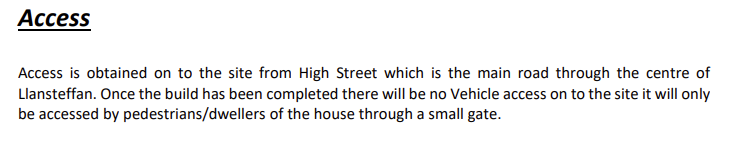 Access
Access is obtained on to the site from High Street which is the main road through the centre of
Llansteffan. Once the build has been completed there will be no Vehicle access on to the site it will only
be accessed by pedestrians/dwellers of the house through a small gate.